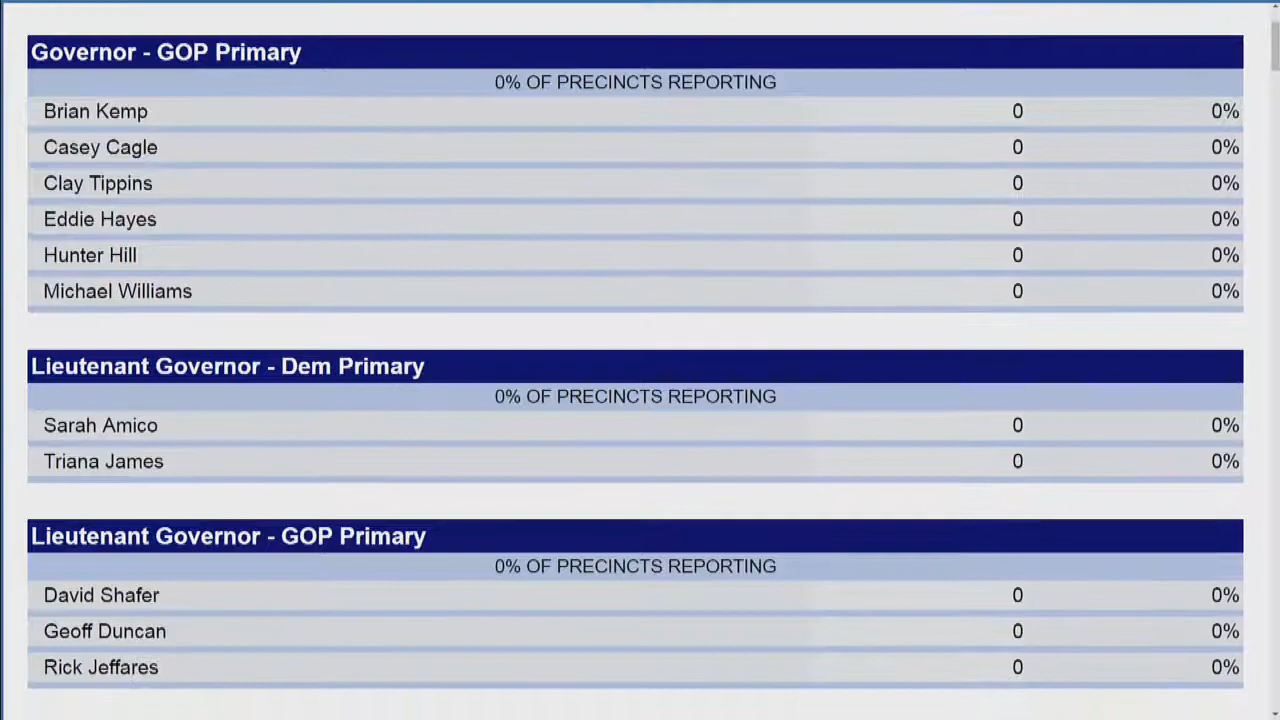 Governor - GOP Primary
0% OF PRECINCTS REPORTING
Brian Kemp 0 0%
Casey Cagle 0 0%
Clay Tippins 0 0%
Eddie Hayes 0 0%
Hunter Hill 0 0%
Michael Williams 0 0%
Lieutenant Governor - Dem Primary
0% OF PRECINCTS REPORTING
Sarah Amico 0 0%
Triana James 0 0%
Lieutenant Governor - GOP Primary
0% OF PRECINCTS REPORTING
David Shafer 0 0%
Geoff Duncan 0 0%
Rick Jeffares 0 0%